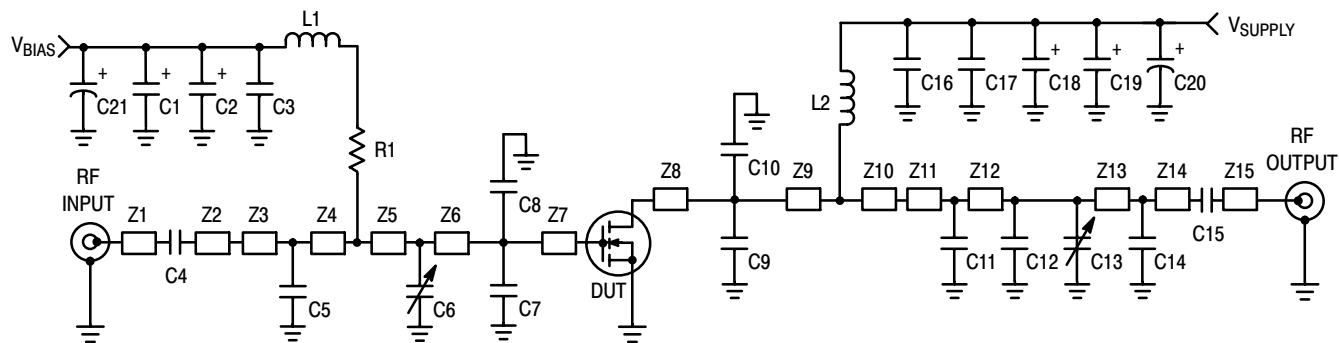 L1
VBIAS
VSUPPLY
+
+
+
+
+
+
C21
C1
C2
C3
C16
C17
C18
C19
C20
L2
R1
C10
RF
INPUT
RF
OUTPUT
C8
Z1
Z2
Z3
Z4
Z5
Z6
Z7
Z8
Z9
Z10
Z11
Z12
Z13
Z14
Z15
C4
C15
C5
C6
C7
DUT
C9
C11
C12
C13
C14